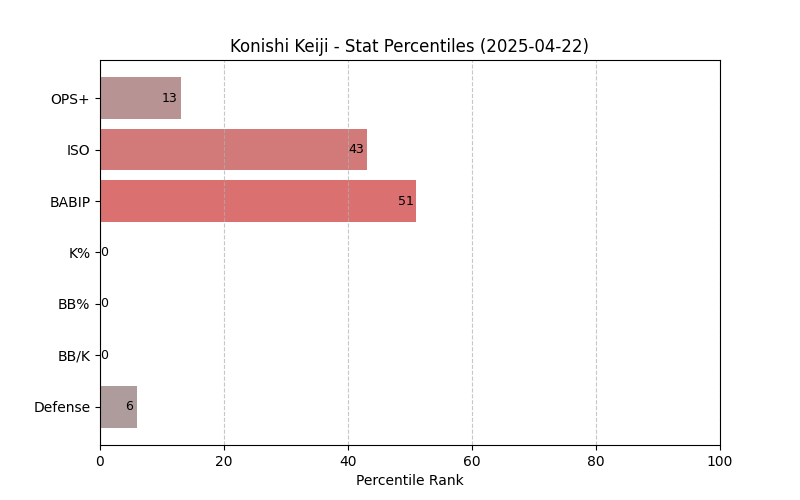 Konishi Keiji - Stat Percentiles (2025-04-22)
OPS+ 13
ISO 43
BABIP 51
K% 0
BB% 0
BB/K 0
Defense 6
0 20 40 60 80 100
Percentile Rank